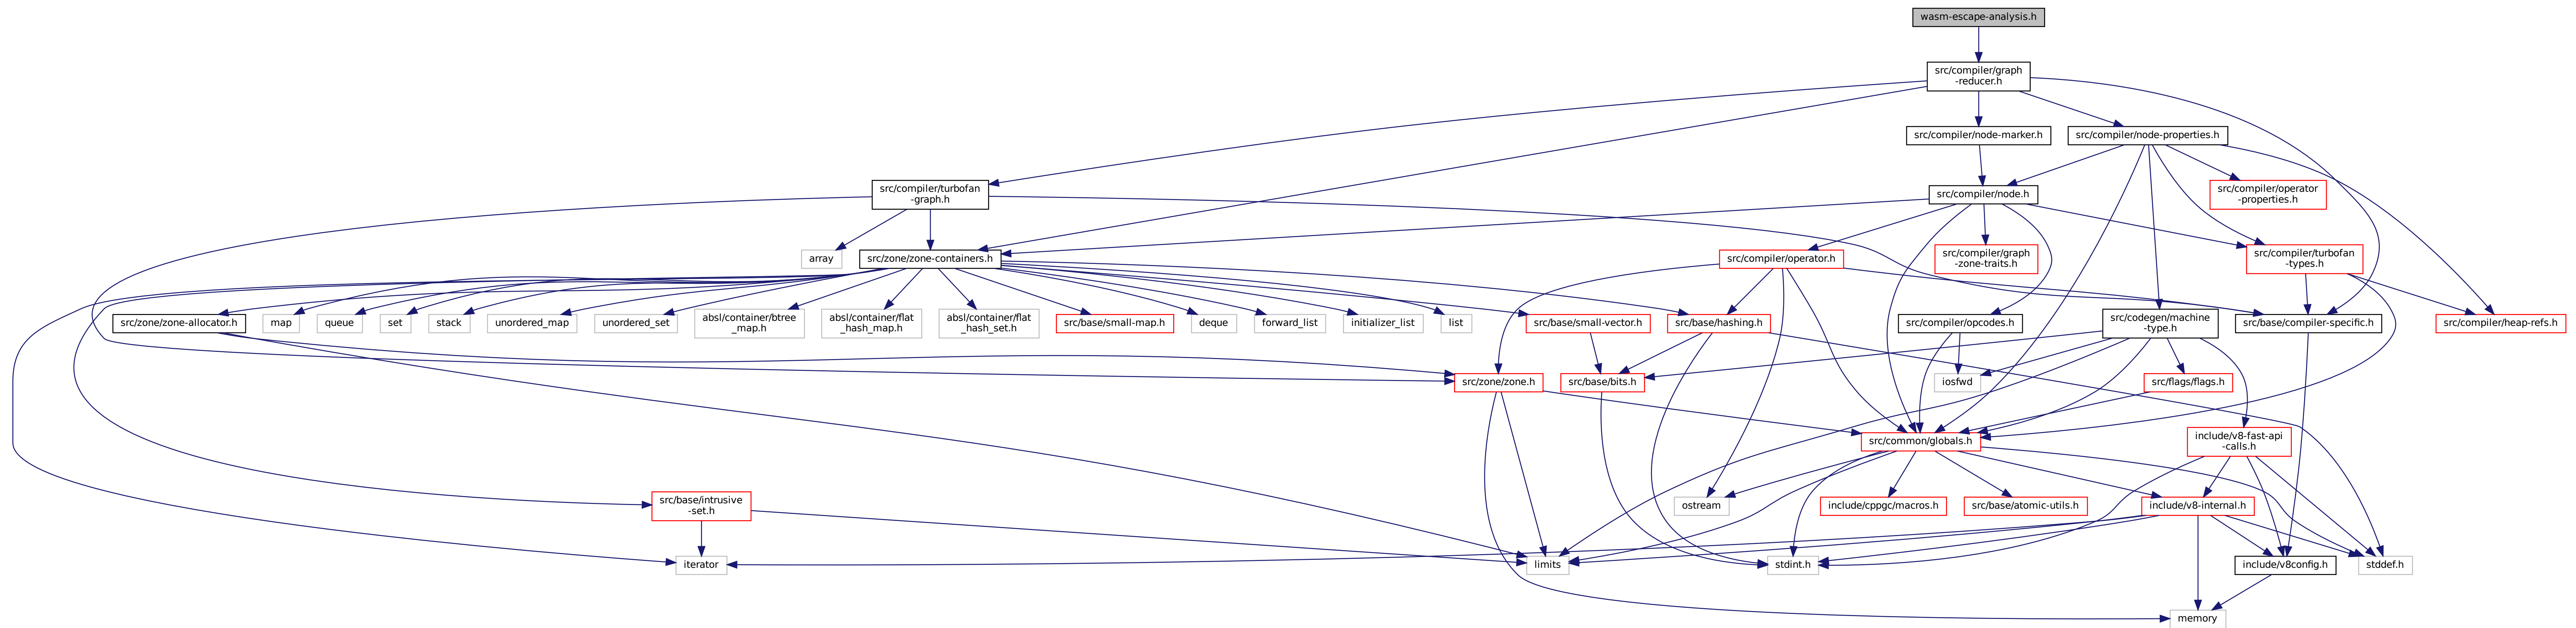 wasm-escape-analysis.h
src/compiler/graph
-reducer.h
src/compiler/node-marker.h
src/compiler/node-properties.h
src/compiler/turbofan
-graph.h
src/compiler/node.h
src/compiler/operator
-properties.h
array
src/zone/zone-containers.h
src/compiler/operator.h
src/compiler/graph
-zone-traits.h
src/compiler/turbofan
-types.h
src/zone/zone-allocator.h
map
queue
set
stack
unordered_map
unordered_set
absl/container/btree
_map.h
absl/container/flat
_hash_map.h
absl/container/flat
_hash_set.h
src/base/small-map.h
deque
forward_list
initializer_list
list
src/base/small-vector.h
src/base/hashing.h
src/compiler/opcodes.h
src/codegen/machine
-type.h
src/base/compiler-specific.h
src/compiler/heap-refs.h
src/zone/zone.h
src/base/bits.h
iosfwd
src/flags/flags.h
src/common/globals.h
include/v8-fast-api
-calls.h
src/base/intrusive
-set.h
ostream
include/cppgc/macros.h
src/base/atomic-utils.h
include/v8-internal.h
iterator
limits
stdint.h
include/v8config.h
stddef.h
memory